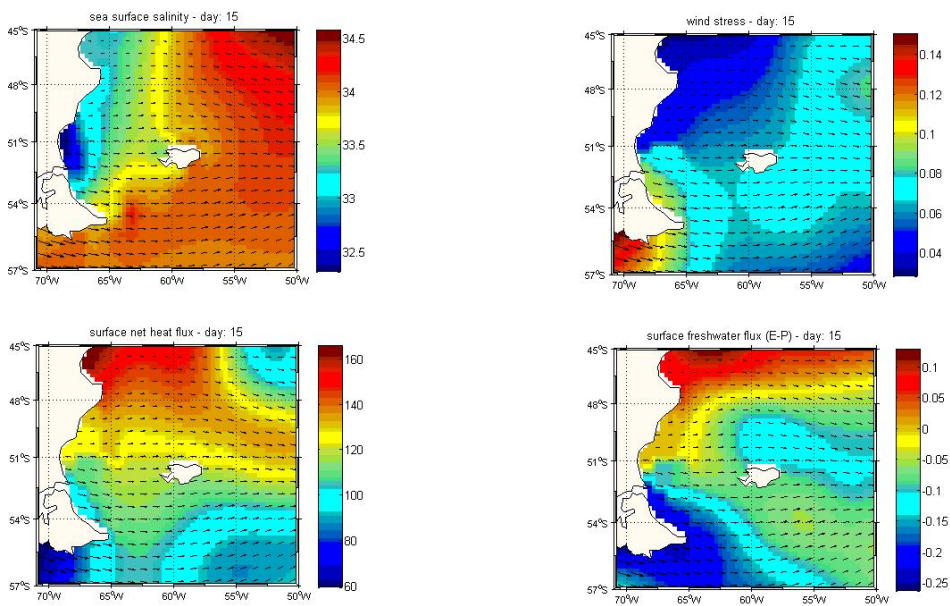 sea surface salinity - day: 15
45°S
48°S
51°S
54°S
57°S
70°W
65°W
60°W
55°W
50°W
34.5
34
33.5
33
32.5
wind stress - day: 15
45°S
48°S
51°S
54°S
57°S
70°W
65°W
60°W
55°W
50°W
0.14
0.12
0.1
0.08
0.06
0.04
surface net heat flux - day: 15
45°S
48°S
51°S
54°S
57°S
70°W
65°W
60°W
55°W
50°W
160
140
120
100
80
60
surface freshwater flux (E-P) - day: 15
45°S
48°S
51°S
54°S
57°S
70°W
65°W
60°W
55°W
50°W
0.1
0.05
0
-0.05
-0.1
-0.15
-0.2
-0.25